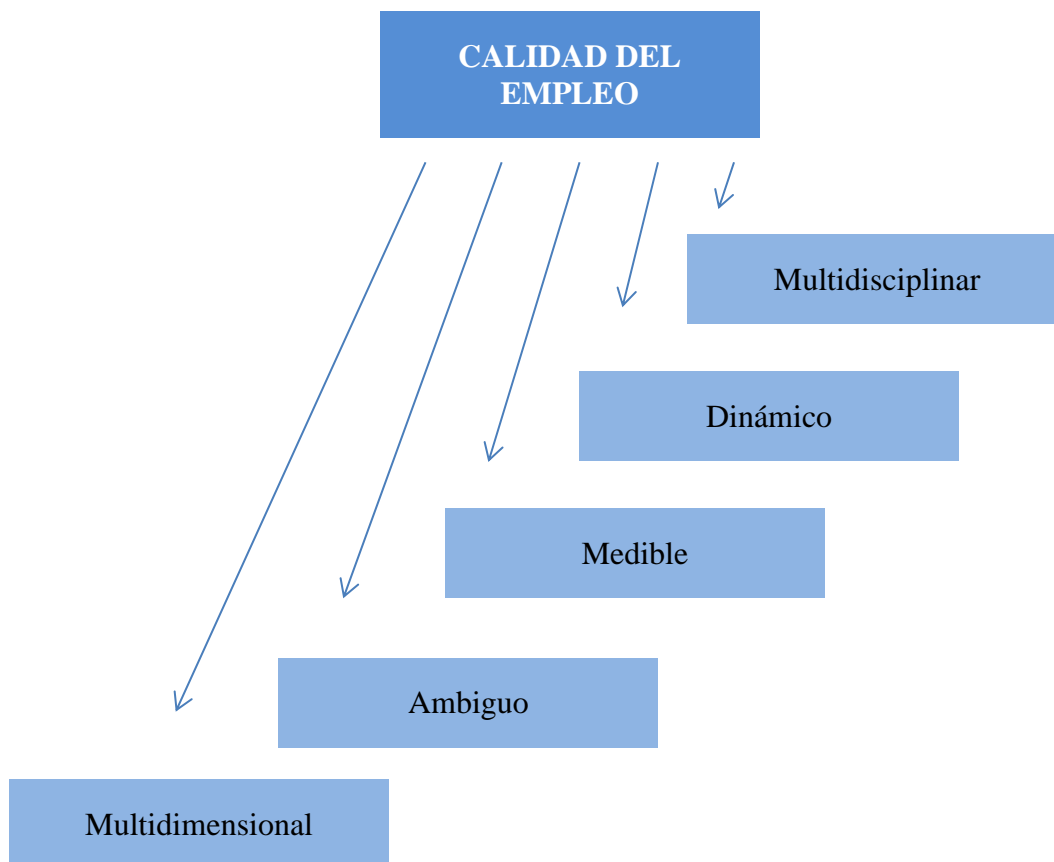 CALIDAD DEL
EMPLEO
Multidisciplinar
Dinámico
Medible
Ambiguo
Multidimensional